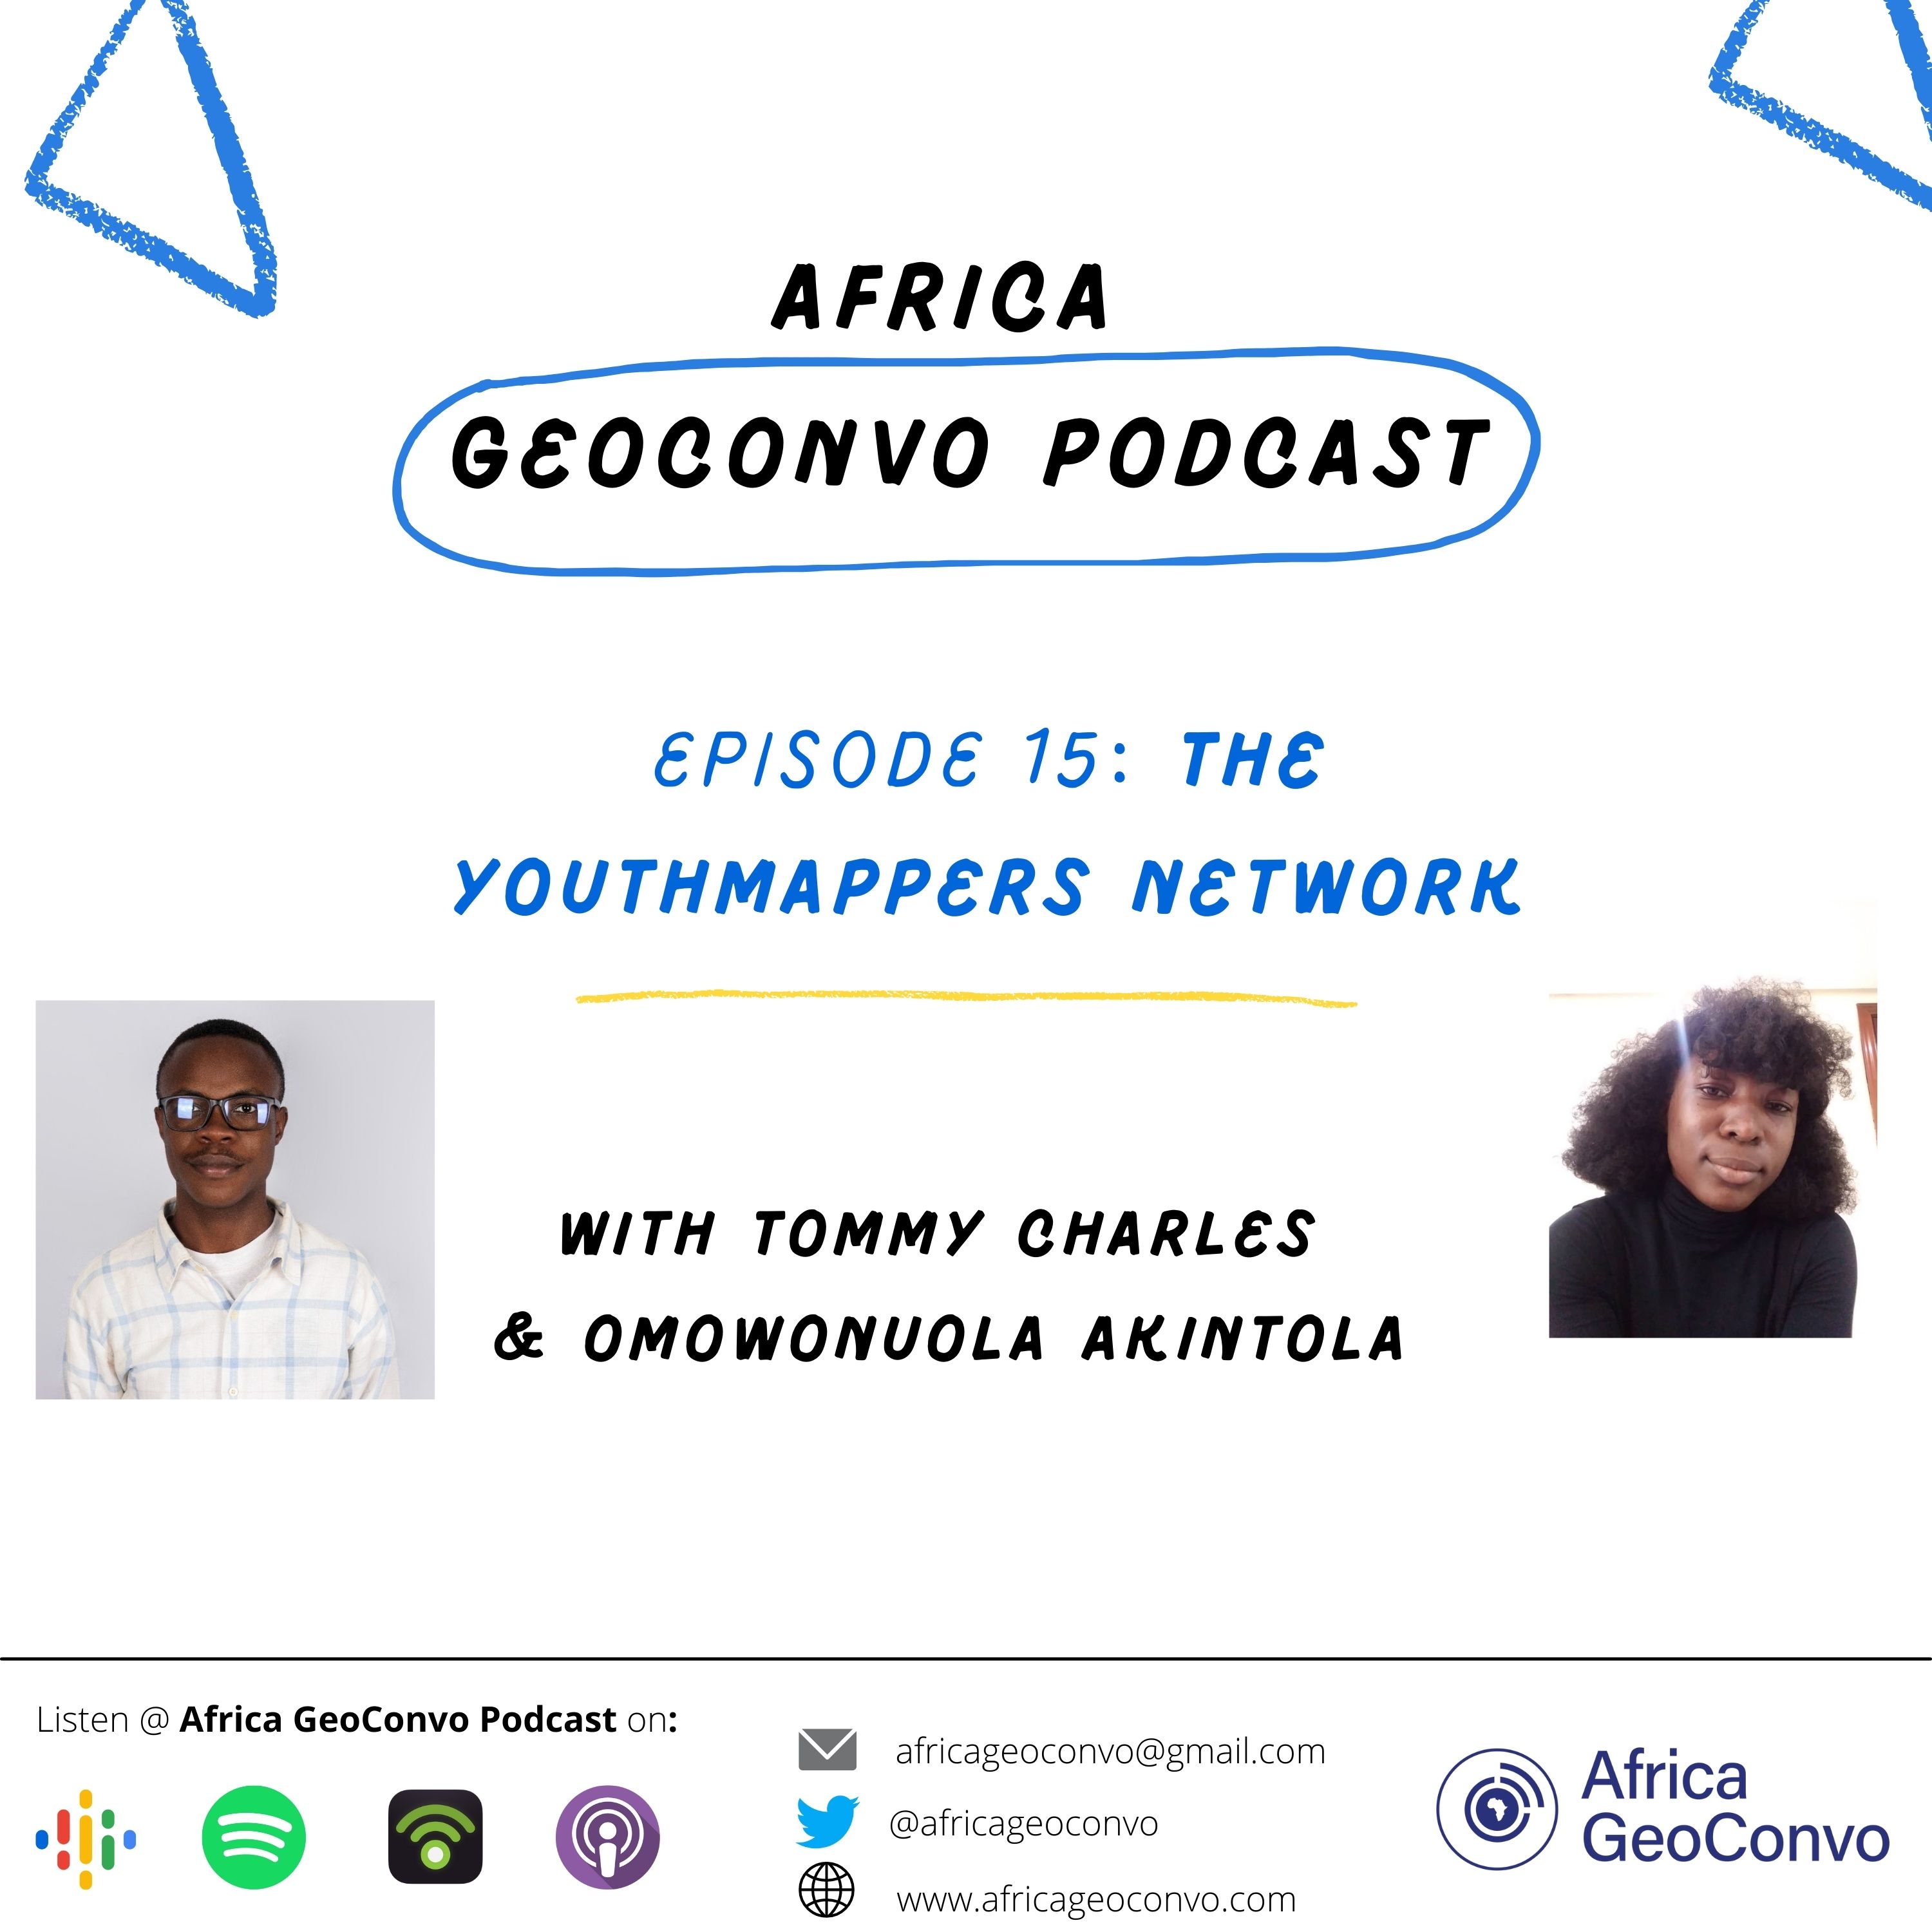 AFRICA
GEOCONVO PODCAST
EPISODE 15: THE
YOUTHMAPPERS NETWORK
WITH TOMMY CHARLES
& OMOWONUOLA AKINTOLA
Listen @ Africa GeoConvo Podcast on:
africageoconvo@gmail.com
@africageoconvo
www.africageoconvo.com
Africa
GeoConvo